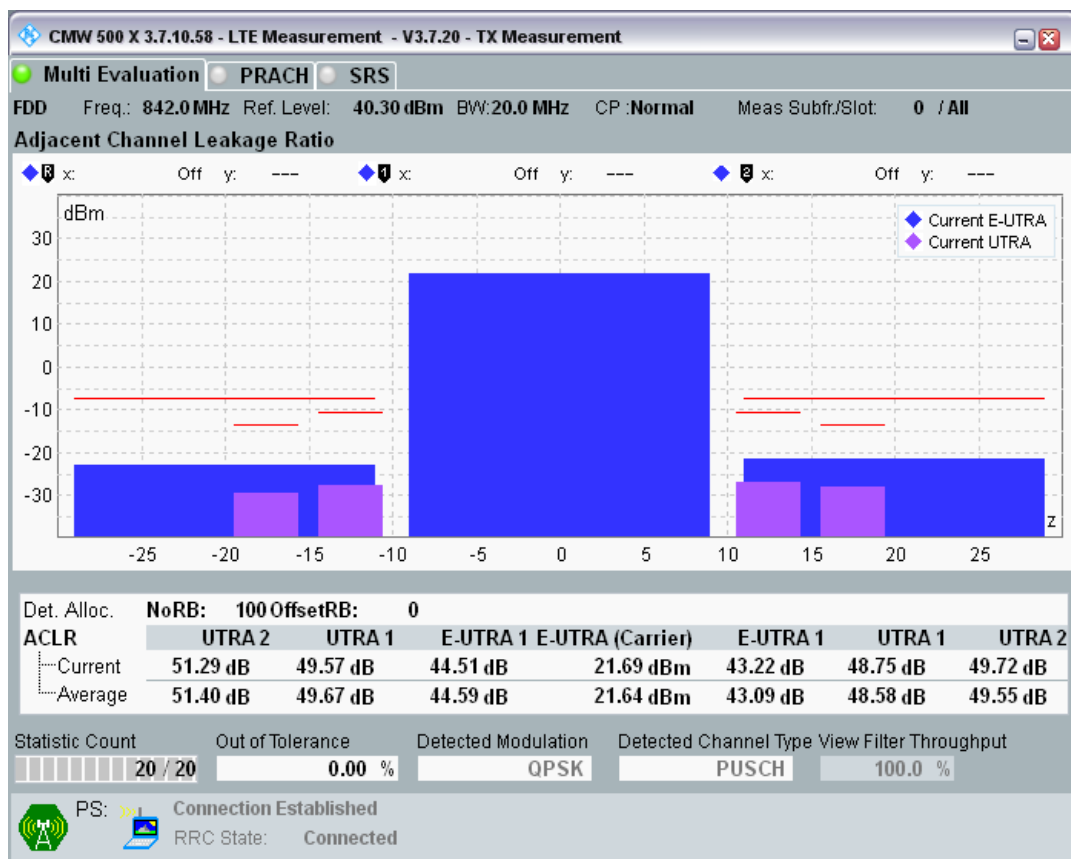 CMW 500 X 3.7.10.58 - LTE Measurement - V3.7.20 - TX Measurement
Multi Evaluation PRACH SRS
FDD Freq.: 842.0 MHz Ref. Level: 40.30 dBm BW:20.0 MHz CP :Normal Meas Subfr./Slot: 0 / All
Adjacent Channel Leakage Ratio
R x: Off y: --- 1 x: Off y: --- 2 x: Off y: ---
dBm
Current E-UTRA
Current UTRA
30
20
10
0
-10
-20
-30
z
-25 -20 -15 -10 -5 0 5 10 15 20 25
Det. Alloc. NoRB: 100 OffsetRB: 0
ACLR UTRA 2 UTRA 1 E-UTRA 1 E-UTRA (Carrier) E-UTRA 1 UTRA 1 UTRA 2
Current 51.29 dB 49.57 dB 44.51 dB 21.69 dBm 43.22 dB 48.75 dB 49.72 dB
Average 51.40 dB 49.67 dB 44.59 dB 21.64 dBm 43.09 dB 48.58 dB 49.55 dB
Statistic Count Out of Tolerance Detected Modulation Detected Channel Type View Filter Throughput
20 / 20 0.00 % QPSK PUSCH 100.0 %
PS: Connection Established
RRC State: Connected